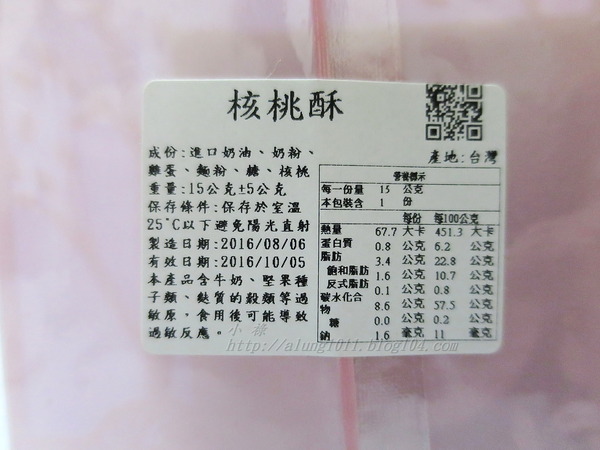 核桃酥
成份:進口奶油、奶粉、
雞蛋、麵粉、糖、核桃
重量:15公克±5公克
保存條件:保存於室溫
25°C以下避免陽光直射
製造日期:2016/08/06
有效日期:2016/10/05
本產品含牛奶、堅果種
子類、麩質的穀類等過
敏原,食用後可能導致
過敏反應。
產地:台灣
營養標示
每一份量 15 公克
本包裝含 1 份
每份 每100公克
熱量 67.7 大卡 451.3 大卡
蛋白質 0.8 公克 6.2 公克
脂肪 3.4 公克 22.8 公克
飽和脂肪 1.6 公克 10.7 公克
反式脂肪 0.1 公克 0.8 公克
碳水化合
物 8.6 公克 57.5 公克
糖 0.0 公克 0.2 公克
鈉 1.6 毫克 11 毫克
小祿
http://alung1011.blog104.com